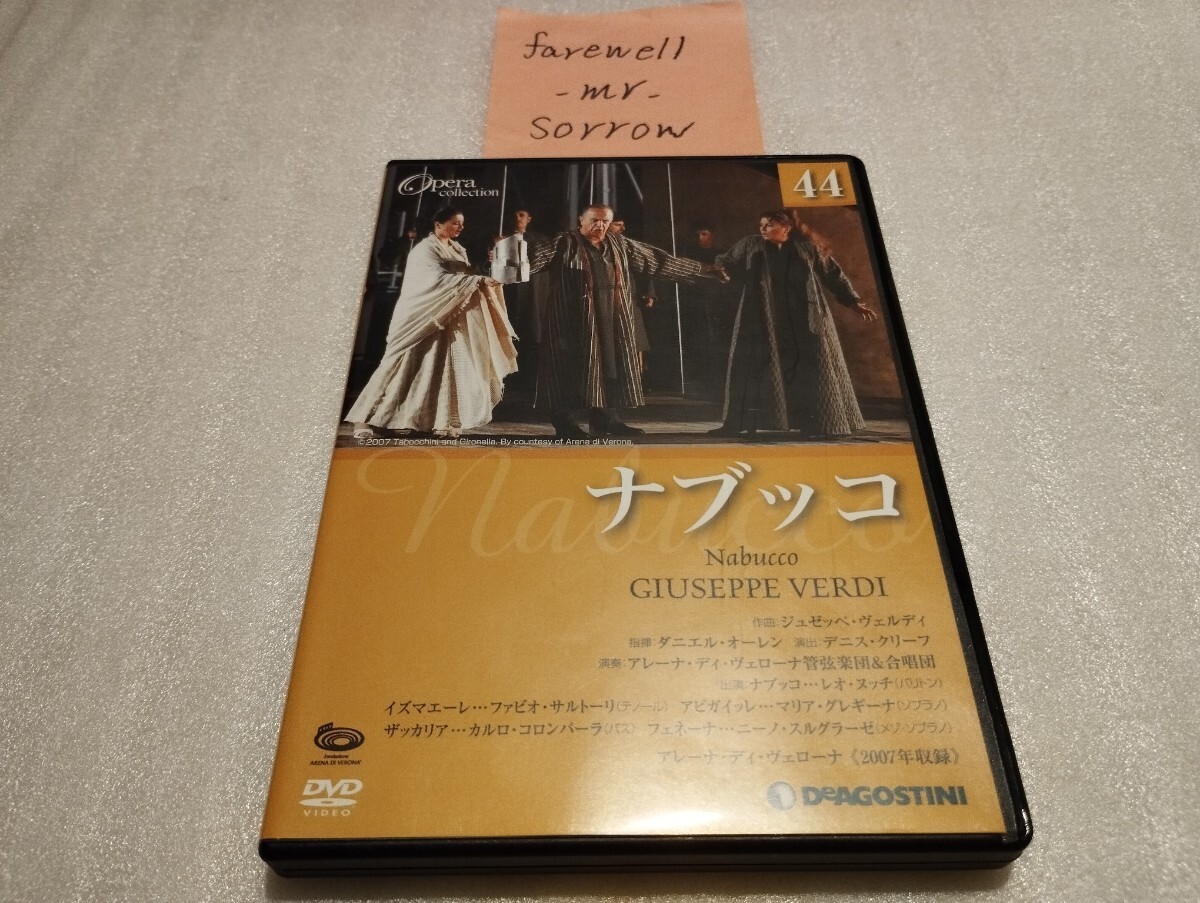 farewell
-mr-
sorrow
Opera
collection
44
©2007 Tabocchini and Gironella. By courtesy of Arena di Verona.
Nabucco
ナブッコ
Nabucco
GIUSEPPE VERDI
作曲:ジュゼッペ・ヴェルディ
指揮:ダニエル・オーレン 演出:デニス・クリーフ
演奏:アレーナ・ディ・ヴェローナ管弦楽団&合唱団
出演:ナブッコ…レオ・ヌッチ(バリトン)
イズマエーレ…ファビオ・サルトーリ(テノール) アビガイッレ…マリア・グレギーナ(ソプラノ)
ザッカリア…カルロ・コロンバーラ(バス) フェネーナ…ニーノ・スルグラーゼ(メゾ・ソプラノ)
アレーナ・ディ・ヴェローナ《2007年収録》
fondazione
ARENA DI VERONA
DVD
VIDEO
DeAGOSTINI